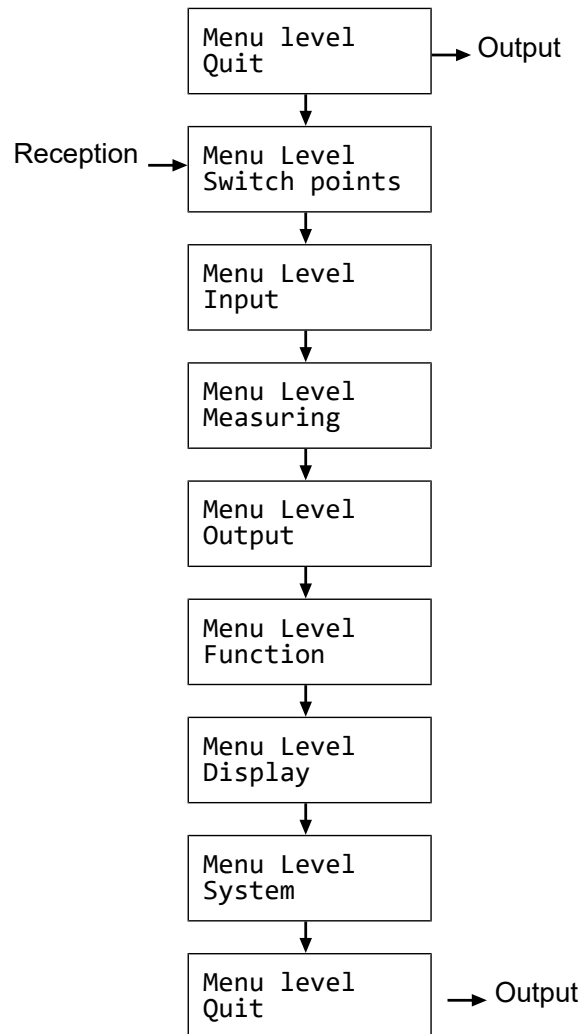 Menu level
Quit
Output
Reception
Menu Level
Switch points
Menu Level
Input
Menu Level
Measuring
Menu Level
Output
Menu Level
Function
Menu Level
Display
Menu Level
System
Menu level
Quit
Output